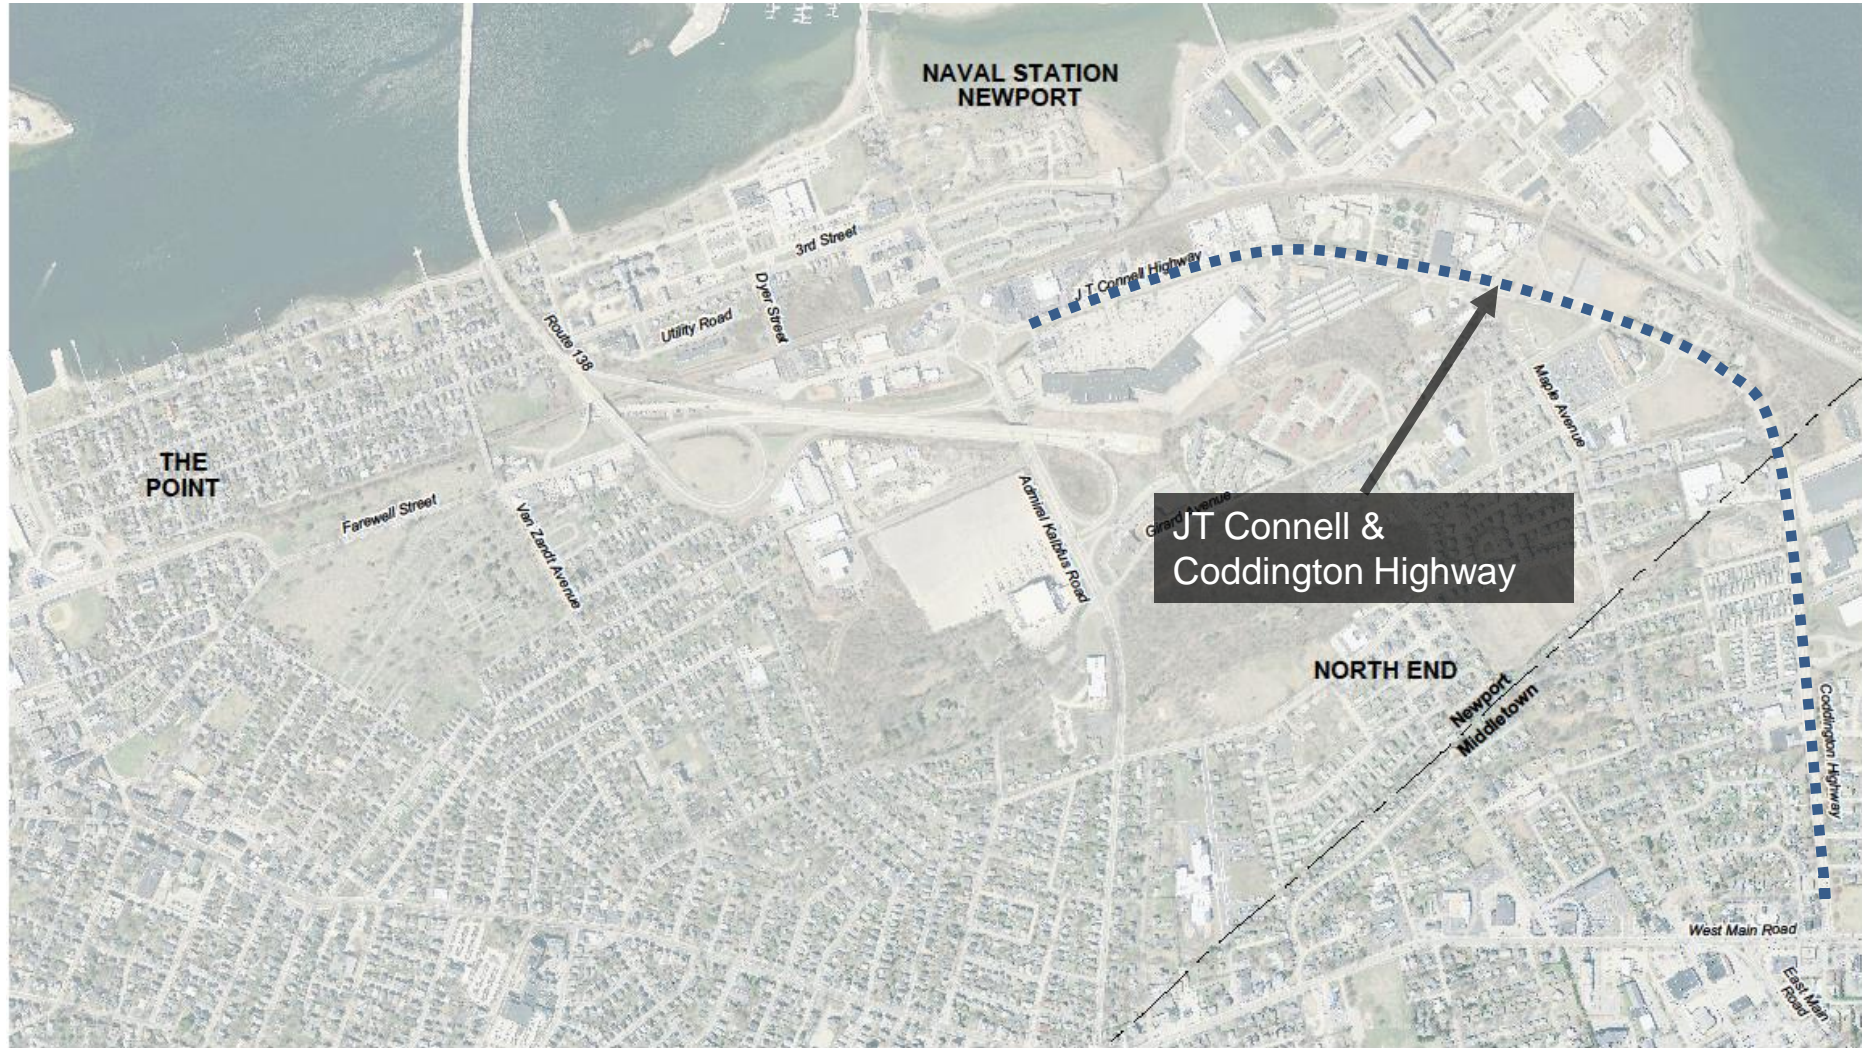 NAVAL STATION
NEWPORT
3rd Street
J T Connell Highway
Dyer Street
Utility Road
Route 138
Maple Avenue
THE
POINT
Farewell Street
Van Zandt Avenue
Admiral Kalbfus Road
Girard Avenue
JT Connell &
Coddington Highway
NORTH END
Newport
Middletown
Coddington Highway
West Main Road
East Main
Road